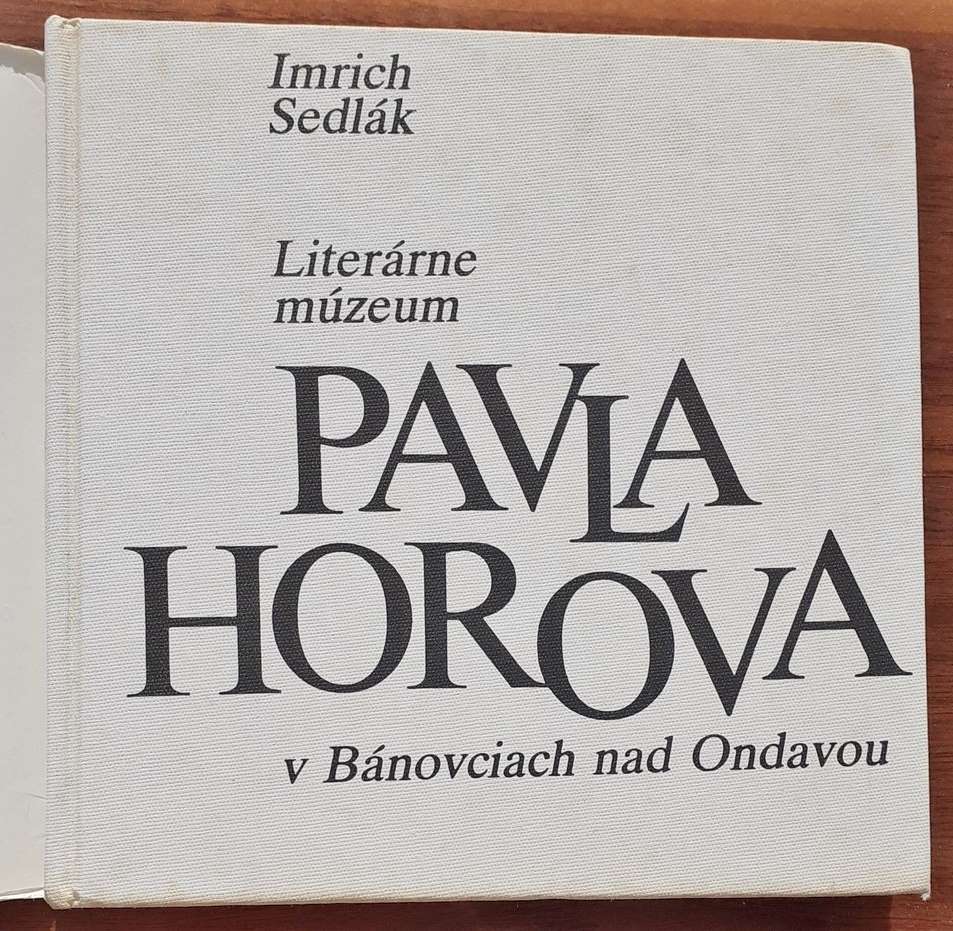 Imrich
Sedlák
Literárne
múzeum
PAVLA
HOROVA
v Bánovciach nad Ondavou